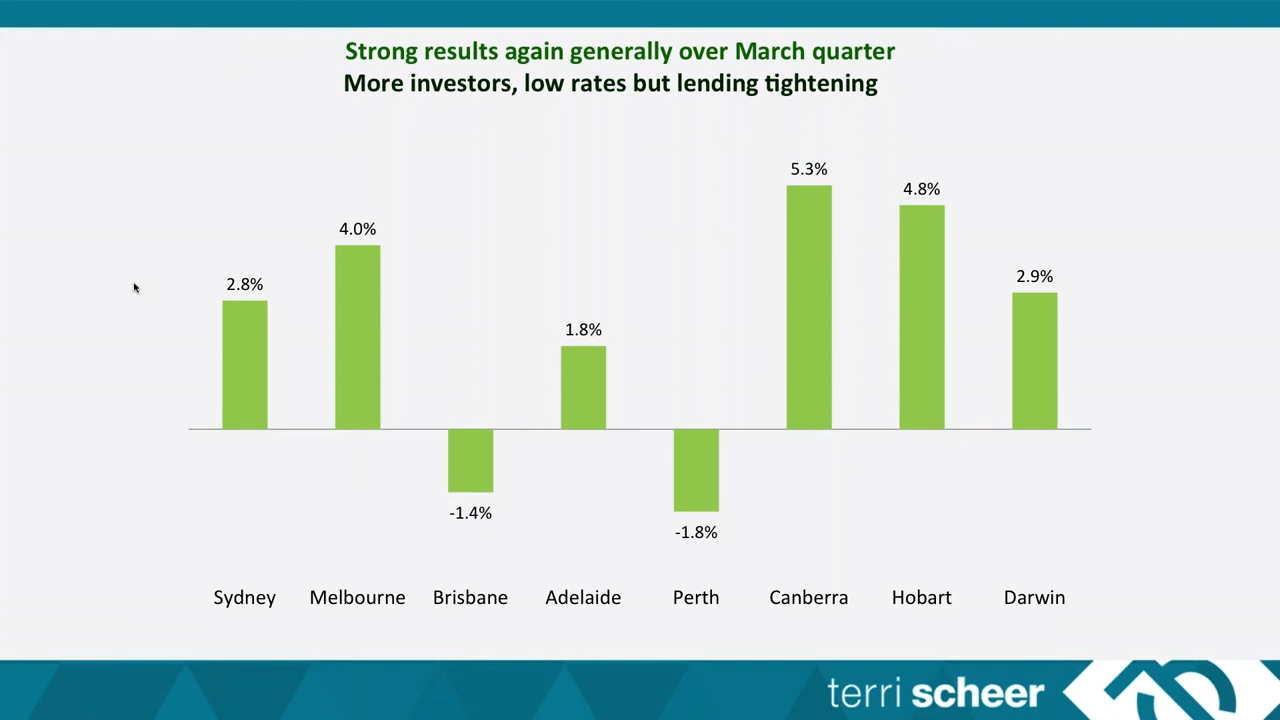 Strong results again generally over March quarter
More investors, low rates but lending tightening
5.3%
4.8%
4.0%
2.8%
2.9%
1.8%
-1.4%
-1.8%
Sydney Melbourne Brisbane Adelaide Perth Canberra Hobart Darwin
terri scheer